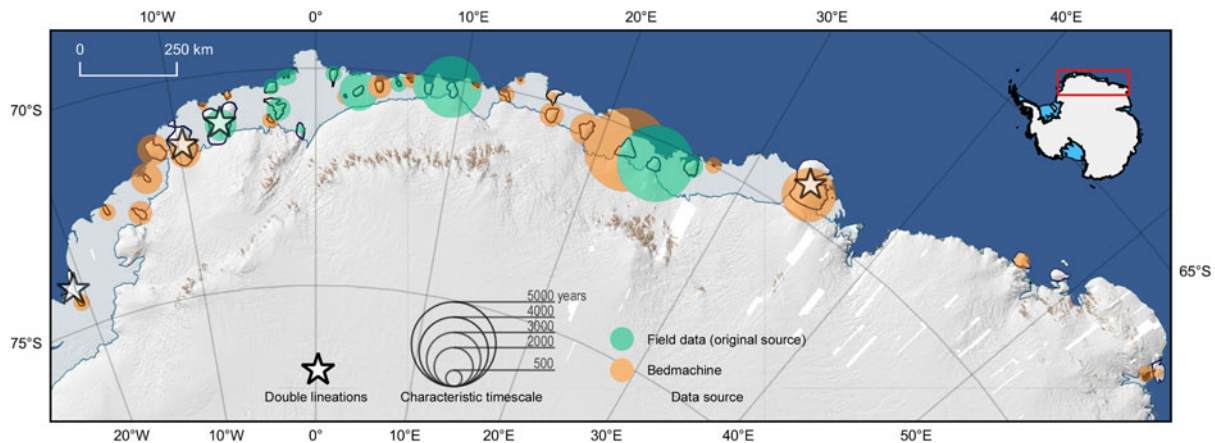 10°W 0° 10°E 20°E 30°E 40°E
0 250 km
70°S
65°S
5000 years
4000
3000
2000
500
75°S
Field data (original source)
Bedmachine
Double lineations Characteristic timescale Data source
20°W 10°W 0° 10°E 20°E 30°E 40°E 50°E